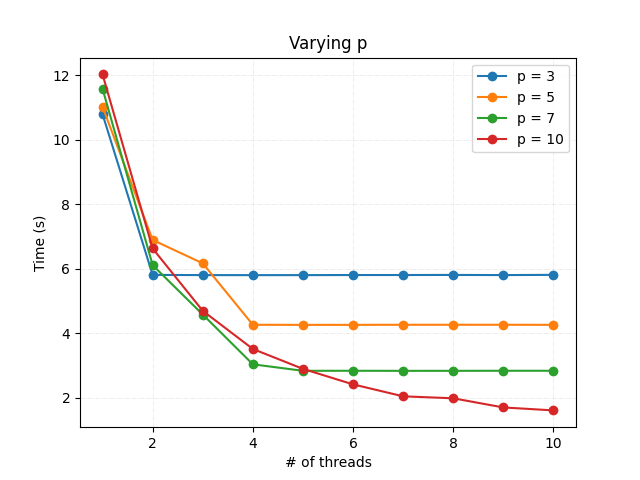 Varying p
p = 3
p = 5
p = 7
p = 10
12
10
8
6
4
2
Time (s)
2
4
6
8
10
# of threads